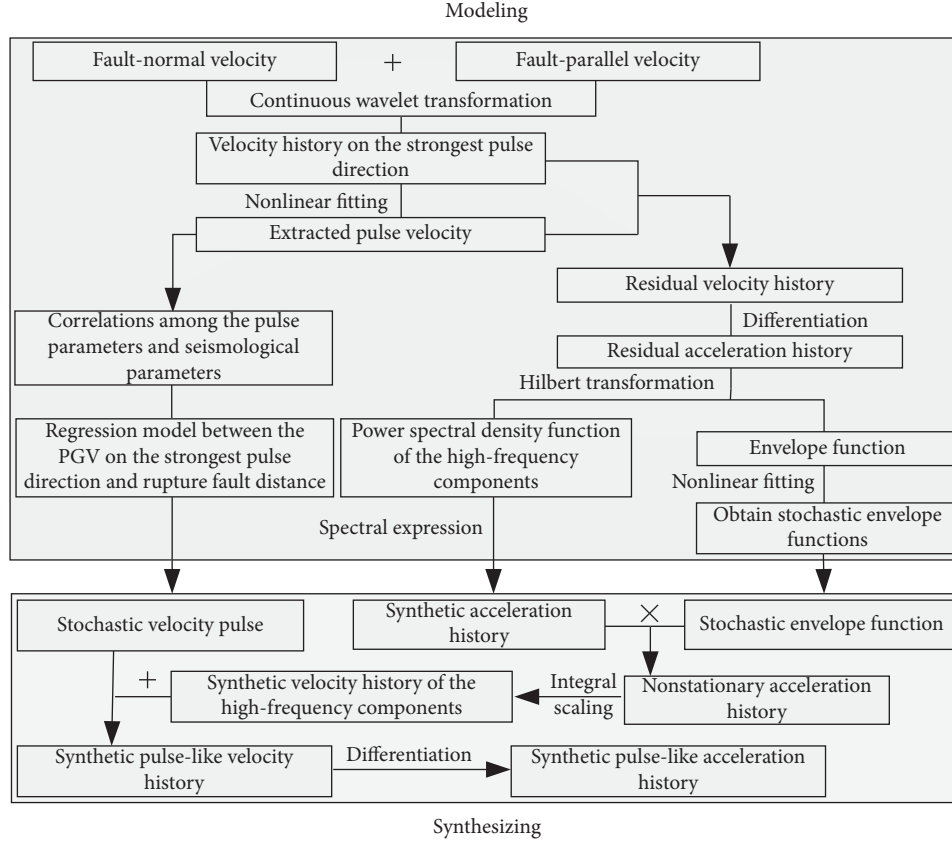 Modeling
Fault-normal velocity
+
Fault-parallel velocity
Continuous wavelet transformation
Velocity history on the strongest pulse
direction
Nonlinear fitting
Extracted pulse velocity
Residual velocity history
Differentiation
Residual acceleration history
Hilbert transformation
Correlations among the pulse
parameters and seismological
parameters
Regression model between the
PGV on the strongest pulse
direction and rupture fault distance
Power spectral density function
of the high-frequency
components
Envelope function
Nonlinear fitting
Obtain stochastic envelope
functions
Spectral expression
Stochastic velocity pulse
Synthetic acceleration
history
×
Stochastic envelope function
+
Synthetic velocity history of the
high-frequency components
Integral
scaling
Nonstationary acceleration
history
Synthetic pulse-like velocity
history
Differentiation
Synthetic pulse-like acceleration
history
Synthesizing